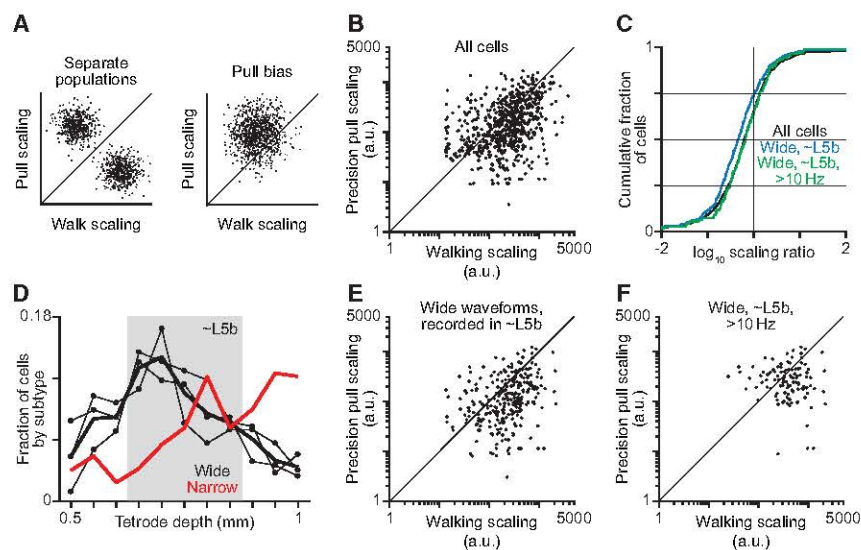 A
Separate
populations
Pull scaling
Walk scaling
Pull bias
Pull scaling
Walk scaling
B
All cells
Precision pull scaling
(a.u.)
5000
1
1
5000
Walking scaling
(a.u.)
C
Cumulative fraction
of cells
1
0
All cells
Wide, ~L5b
Wide, ~L5b,
>10 Hz
-2
0
2
log10 scaling ratio
D
Fraction of cells
by subtype
0.18
0
~L5b
Wide
Narrow
0.5
1
Tetrode depth (mm)
E
Wide waveforms,
recorded in ~L5b
Precision pull scaling
(a.u.)
5000
1
1
5000
Walking scaling
(a.u.)
F
Wide, ~L5b,
>10 Hz
Precision pull scaling
(a.u.)
5000
1
1
5000
Walking scaling
(a.u.)